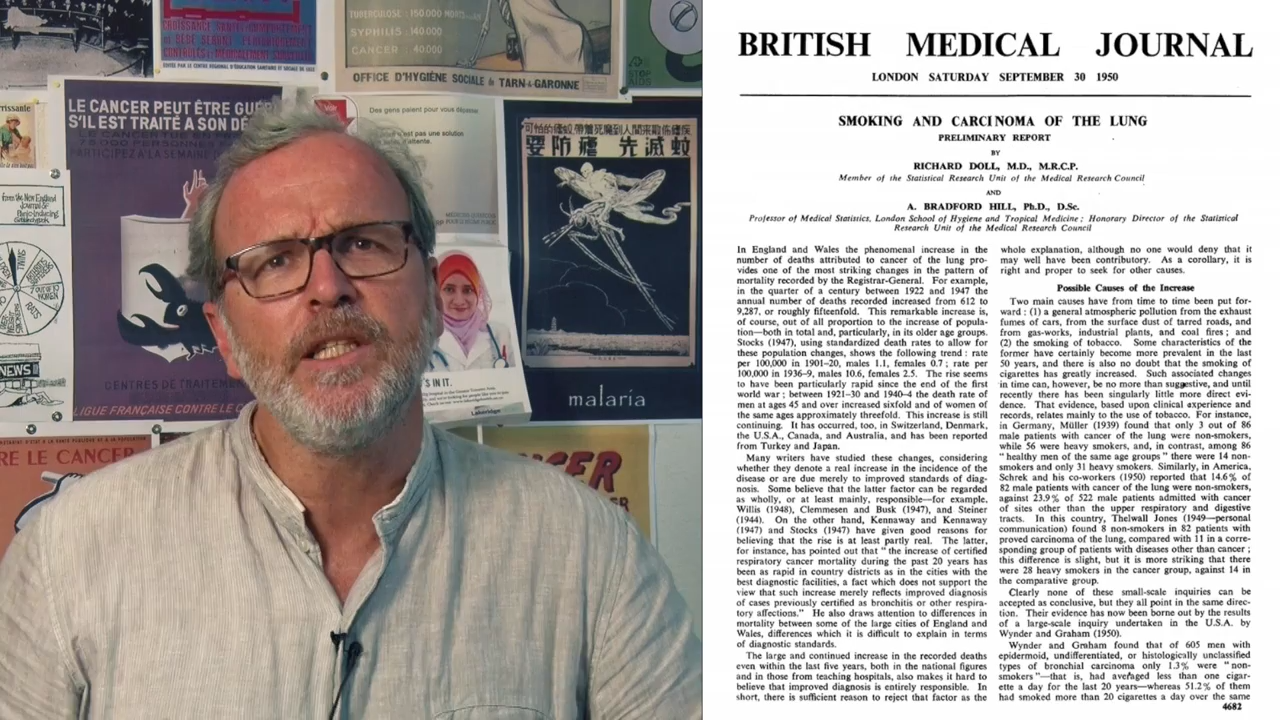 CROISSANCE
OFFICE D'HYGIÈNE SOCIALE DE TARN & GARONNE
TUBERCULOSE : 150.000 MORTS
SYPHILIS : 140.000
CANCER : 40.000
STOP
LE CANCER PEUT ÊTRE
S'IL EST TRAITÉ A SON
LE CANCER TUE
75000 PERSONNES
PARTICIPEZ A LA SEMAINE
CENTRES DE TRAITEMENT
LIGUE FRANÇAISE CONTRE LE
Des gens paient pour vous
n'est pas une solution
d'attente.
可怕的
要防瘧 先滅蚊
malaria
S IN IT.
from the New England
Journal of
NEWS
RE LE CANCER
BRITISH MEDICAL JOURNAL
LONDON SATURDAY SEPTEMBER 30 1950
SMOKING AND CARCINOMA OF THE LUNG
PRELIMINARY REPORT
BY
RICHARD DOLL, M.D., M.R.C.P.
Member of the Statistical Research Unit of the Medical Research Council
AND
A. BRADFORD HILL, Ph.D., D.Sc.
Professor of Medical Statistics, London School of Hygiene and Tropical Medicine; Honorary Director of the Statistical
Research Unit of the Medical Research Council
In England and Wales the phenomenal increase in the
number of deaths attributed to cancer of the lung pro-
vides one of the most striking changes in the pattern of
mortality recorded by the Registrar-General. For example,
in the quarter of a century between 1922 and 1947 the
annual number of deaths recorded increased from 612 to
9,287, or roughly fifteenfold. This remarkable increase is,
of course, out of all proportion to the increase of popula-
tion—both in total and, particularly, in its older age groups.
Stocks (1947), using standardized death rates to allow for
these population changes, shows the following trend : rate
per 100,000 in 1901–20, males 1.1, females 0.7 ; rate per
100,000 in 1936–9, males 10.6, females 2.5. The rise seems
to have been particularly rapid since the end of the first
world war ; between 1921–30 and 1940–4 the death rate of
men at ages 45 and over increased sixfold and of women of
the same ages approximately threefold. This increase is still
continuing. It has occurred, too, in Switzerland, Denmark,
the U.S.A., Canada, and Australia, and has been reported
from Turkey and Japan.
Many writers have studied these changes, considering
whether they denote a real increase in the incidence of the
disease or are due merely to improved standards of diag-
nosis. Some believe that the latter factor can be regarded
as wholly, or at least mainly, responsible—for example,
Willis (1948), Clemmesen and Busk (1947), and Steiner
(1944). On the other hand, Kennaway and Kennaway
(1947) and Stocks (1947) have given good reasons for
believing that the rise is at least partly real. The latter,
for instance, has pointed out that " the increase of certified
respiratory cancer mortality during the past 20 years has
been as rapid in country districts as in the cities with the
best diagnostic facilities, a fact which does not support the
view that such increase merely reflects improved diagnosis
of cases previously certified as bronchitis or other respira-
tory affections." He also draws attention to differences in
mortality between some of the large cities of England and
Wales, differences which it is difficult to explain in terms
of diagnostic standards.
The large and continued increase in the recorded deaths
even within the last five years, both in the national figures
and in those from teaching hospitals, also makes it hard to
believe that improved diagnosis is entirely responsible. In
short, there is sufficient reason to reject that factor as the
whole explanation, although no one would deny that it
may well have been contributory. As a corollary, it is
right and proper to seek for other causes.
Possible Causes of the Increase
Two main causes have from time to time been put for-
ward : (1) a general atmospheric pollution from the exhaust
fumes of cars, from the surface dust of tarred roads, and
from gas-works, industrial plants, and coal fires ; and
(2) the smoking of tobacco. Some characteristics of the
former have certainly become more prevalent in the last
50 years, and there is also no doubt that the smoking of
cigarettes has greatly increased. Such associated changes
in time can, however, be no more than suggestive, and until
recently there has been singularly little more direct evi-
dence. That evidence, based upon clinical experience and
records, relates mainly to the use of tobacco. For instance,
in Germany, Müller (1939) found that only 3 out of 86
male patients with cancer of the lung were non-smokers,
while 56 were heavy smokers, and, in contrast, among 86
" healthy men of the same age groups " there were 14 non-
smokers and only 31 heavy smokers. Similarly, in America,
Schrek and his co-workers (1950) reported that 14.6% of
82 male patients with cancer of the lung were non-smokers,
against 23.9% of 522 male patients admitted with cancer
of sites other than the upper respiratory and digestive
tracts. In this country, Thelwall Jones (1949—personal
communication) found 8 non-smokers in 82 patients with
proved carcinoma of the lung, compared with 11 in a corre-
sponding group of patients with diseases other than cancer ;
this difference is slight, but it is more striking that there
were 28 heavy smokers in the cancer group, against 14 in
the comparative group.
Clearly none of these small-scale inquiries can be
accepted as conclusive, but they all point in the same direc-
tion. Their evidence has now been borne out by the results
of a large-scale inquiry undertaken in the U.S.A. by
Wynder and Graham (1950).
Wynder and Graham found that of 605 men with
epidermoid, undifferentiated, or histologically unclassified
types of bronchial carcinoma only 1.3% were " non-
smokers "—that is, had averaged less than one cigar-
ette a day for the last 20 years—whereas 51.2% of them
had smoked more than 20 cigarettes a day over the same
4682